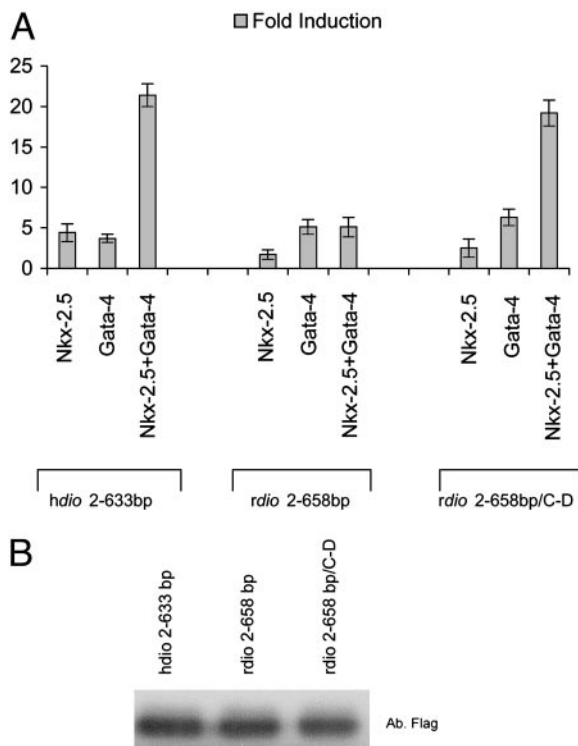 A
Fold Induction
25
20
15
10
5
0
Nkx-2.5
Gata-4
Nkx-2.5+Gata-4
Nkx-2.5
Gata-4
Nkx-2.5+Gata-4
Nkx-2.5
Gata-4
Nkx-2.5+Gata-4
hdio 2-633bp
rdio 2-658bp
rdio 2-658bp/C-D
B
hdio 2-633 bp
rdio 2-658 bp
rdio 2-658 bp/C-D
Ab. Flag